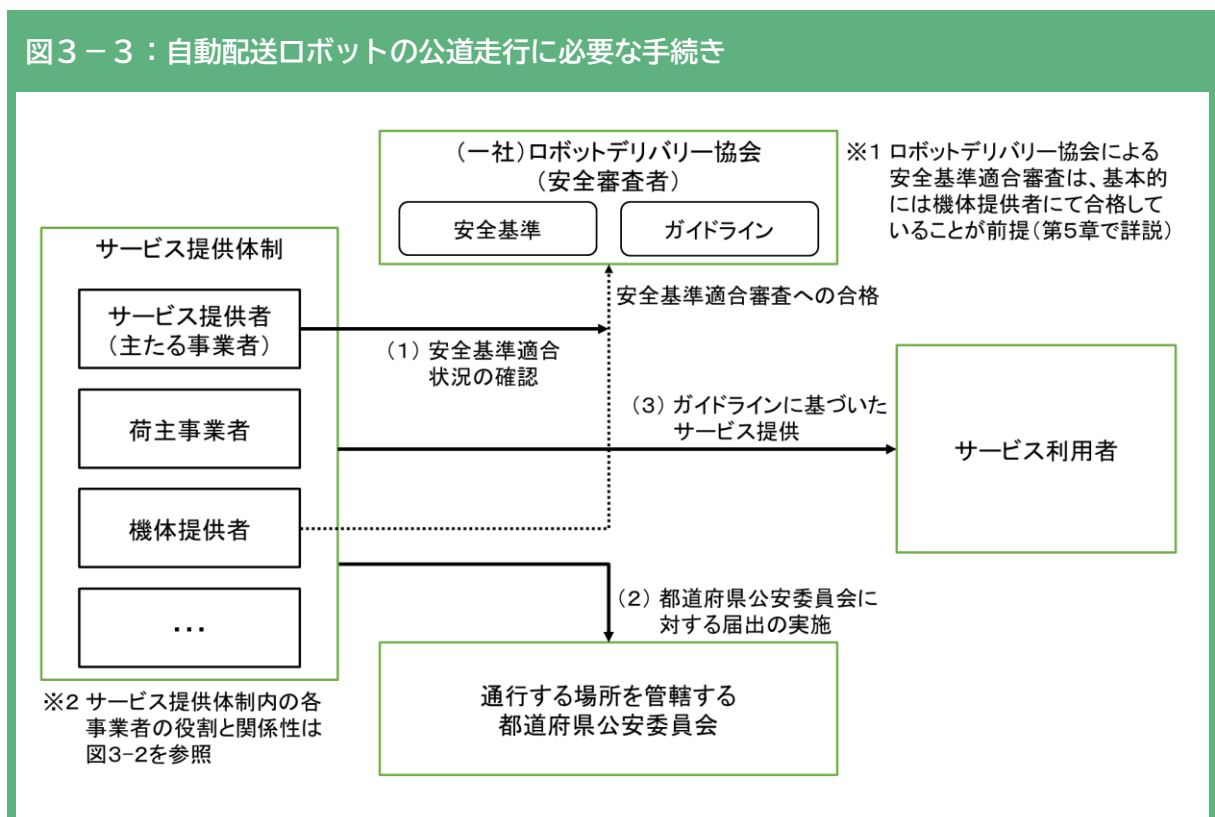 図3－3：自動配送ロボットの公道走行に必要な手続き
（一社）ロボットデリバリー協会
（安全審査者）
安全基準
ガイドライン
※1 ロボットデリバリー協会による
安全基準適合審査は、基本的
には機体提供者にて合格して
いることが前提（第5章で詳説）
サービス提供体制
サービス提供者
（主たる事業者）
荷主事業者
機体提供者
…
安全基準適合審査への合格
（1）安全基準適合
状況の確認
（3）ガイドラインに基づいた
サービス提供
サービス利用者
（2）都道府県公安委員会に
対する届出の実施
通行する場所を管轄する
都道府県公安委員会
※2 サービス提供体制内の各
事業者の役割と関係性は
図3-2を参照